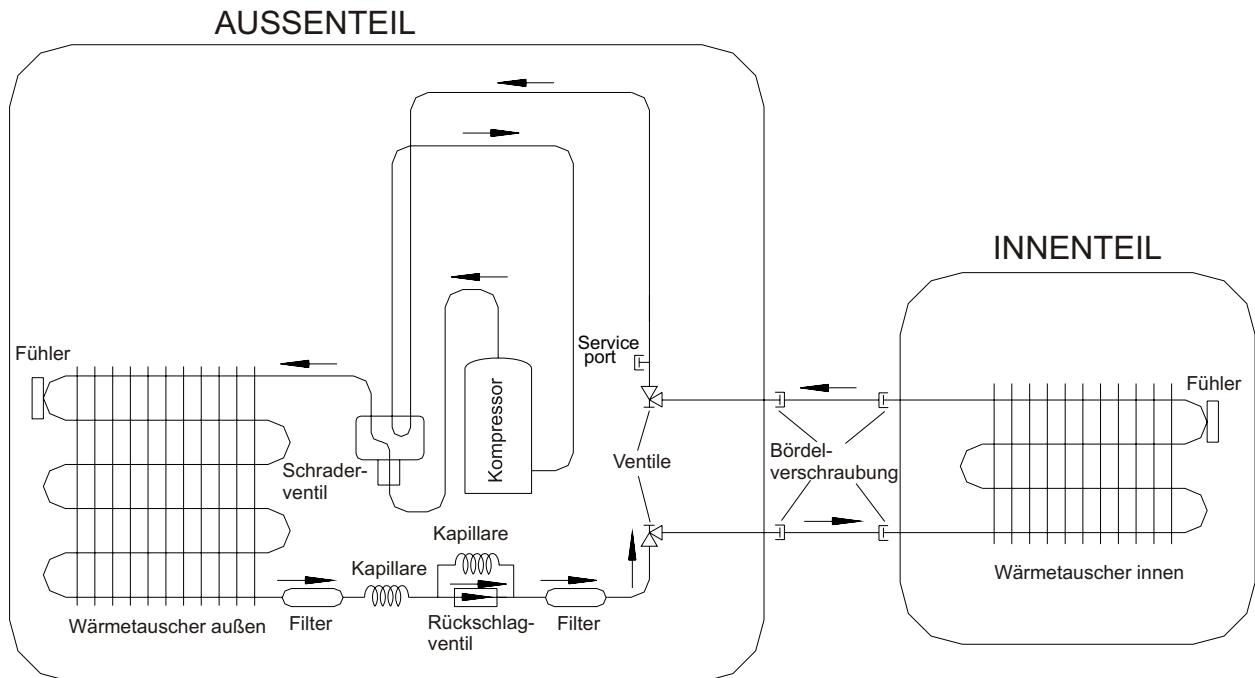 AUSSENTEIL
INNENTEIL
Service
port
Fühler
Fühler
Kompressor
Schrader-
ventil
Ventile
Bördel-
verschraubung
Kapillare
Kapillare
Wärmetauscher außen
Filter
Rückschlag-
ventil
Filter
Wärmetauscher innen